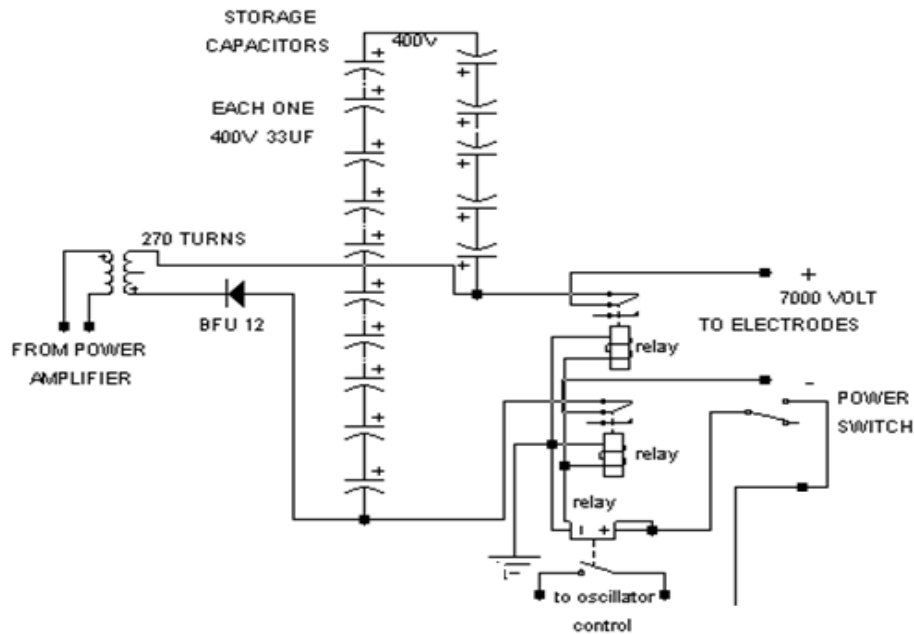 STORAGE
CAPACITORS
400V
EACH ONE
400V 33UF
270 TURNS
BFU 12
FROM POWER
AMPLIFIER
+
7000 VOLT
TO ELECTRODES
relay
-
POWER
SWITCH
relay
relay
- +
to oscillator
control